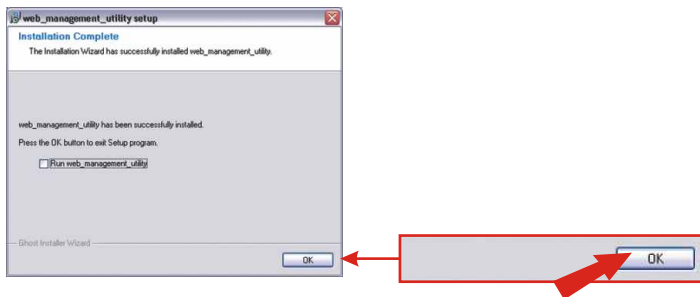 web_management_utility setup
Installation Complete
The Installation Wizard has successfully installed web_management_utility.
web_management_utility has been successfully installed.
Press the OK button to exit Setup program.
Run web_management_utility
Ghost Installer Wizard
OK
OK